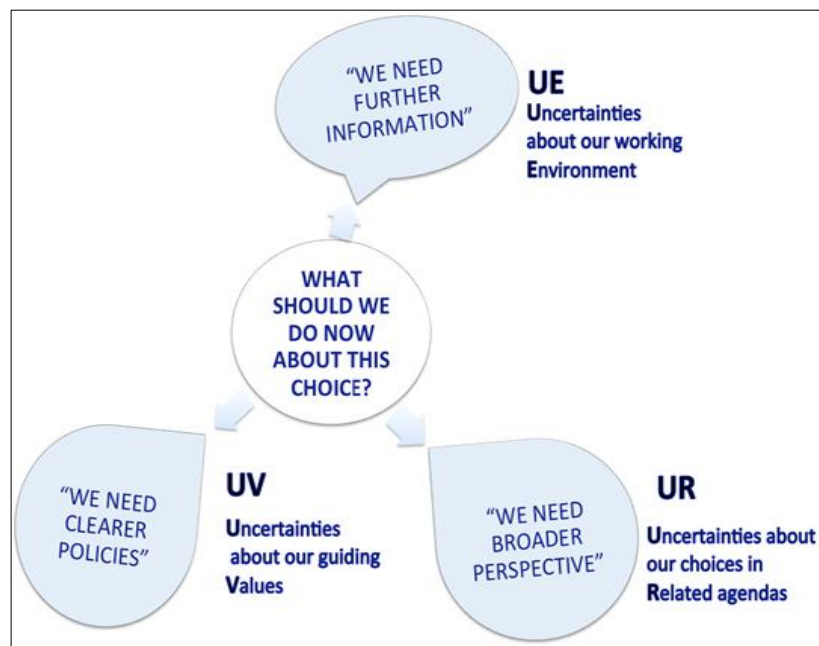 “WE NEED
FURTHER
INFORMATION”
UE
Uncertainties
about our working
Environment
WHAT
SHOULD WE
DO NOW
ABOUT THIS
CHOICE?
“WE NEED
CLEARER
POLICIES”
UV
Uncertainties
about our guiding
Values
“WE NEED
BROADER
PERSPECTIVE”
UR
Uncertainties about
our choices in
Related agendas